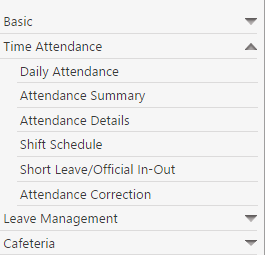 Basic
Time Attendance
Daily Attendance
Attendance Summary
Attendance Details
Shift Schedule
Short Leave/Official In-Out
Attendance Correction
Leave Management
Cafeteria